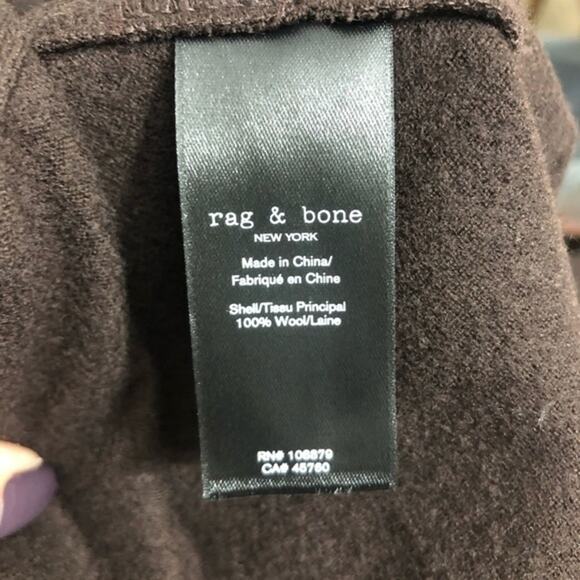 rag & bone
NEW YORK
Made in China/
Fabriqué en Chine
Shell/Tissu Principal
100% Wool/Laine
RN# 106879
CA# 45760